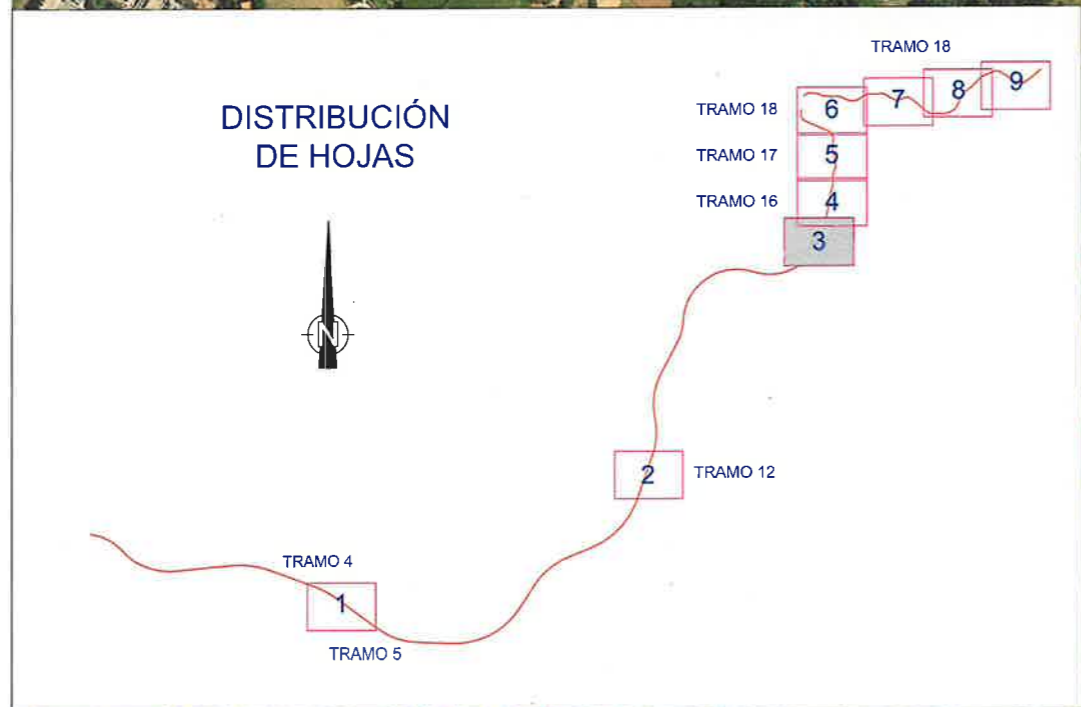 TRAMO 18
9
8
7
DISTRIBUCIÓN
DE HOJAS
TRAMO 18
6
TRAMO 17
5
TRAMO 16
4
3
N
2
TRAMO 12
TRAMO 4
1
TRAMO 5